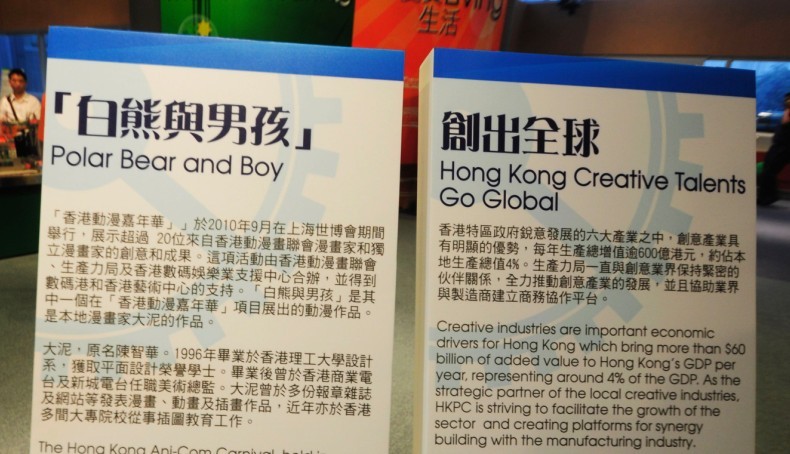 生活
「白熊與男孩」
Polar Bear and Boy
「香港動漫嘉年華」」於2010年9月在上海世博會期間
舉行，展示超過 20位來自香港動漫畫聯會漫畫家和獨
立漫畫家的創意和成果。這項活動由香港動漫畫聯會
、生產力局及香港數碼娛樂業支援中心合辦，並得到
數碼港和香港藝術中心的支持。「白熊與男孩」是其
中一個在「香港動漫嘉年華」項目展出的動漫作品。
是本地漫畫家大泥的作品。
大泥，原名陳智華。1996年畢業於香港理工大學設計
系，獲取平面設計榮譽學士。畢業後曾於香港商業電
台及新城電台任職美術總監。大泥曾於多份報章雜誌
及網站等發表漫畫、動畫及插畫作品，近年亦於香港
多間大專院校從事插圖教育工作。
The Hong Kong Ani-Com Carnival, held in
創出全球
Hong Kong Creative Talents
Go Global
香港特區政府銳意發展的六大產業之中，創意產業具
有明顯的優勢，每年生產總增值逾600億港元，約佔本
地生產總值4%。生產力局一直與創意業界保持緊密的
伙伴關係，全力推動創意產業的發展，並且協助業界
與製造商建立商務協作平台。
Creative industries are important economic
drivers for Hong Kong which bring more than $60
billion of added value to Hong Kong's GDP per
year, representing around 4% of the GDP. As the
strategic partner of the local creative industries,
HKPC is striving to facilitate the growth of the
sector and creating platforms for synergy
building with the manufacturing industry.